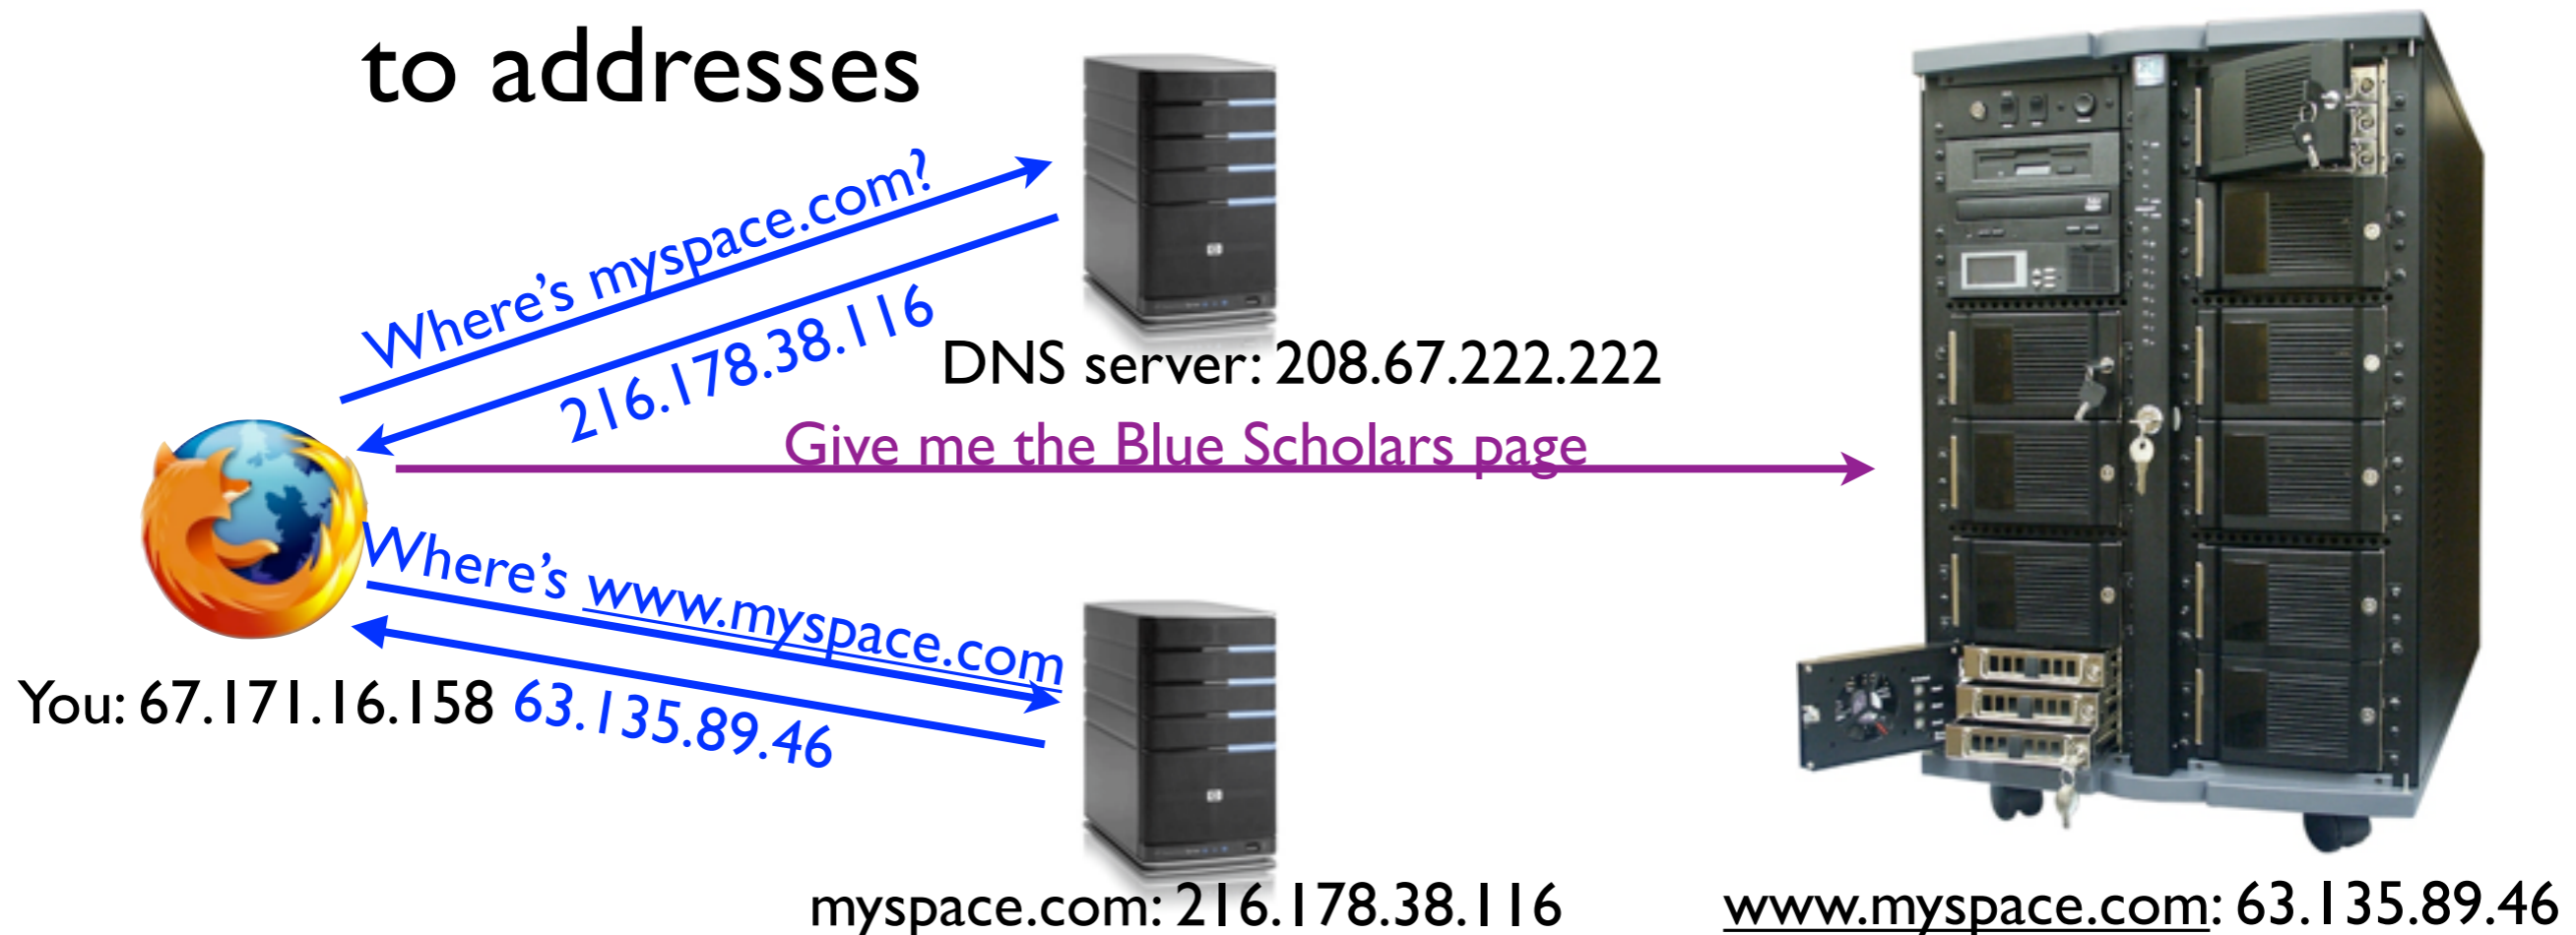 to addresses
Where's myspace.com?
216.178.38.116
DNS server: 208.67.222.222
Give me the Blue Scholars page
Where's www.myspace.com
You: 67.171.16.158
63.135.89.46
myspace.com: 216.178.38.116
www.myspace.com: 63.135.89.46